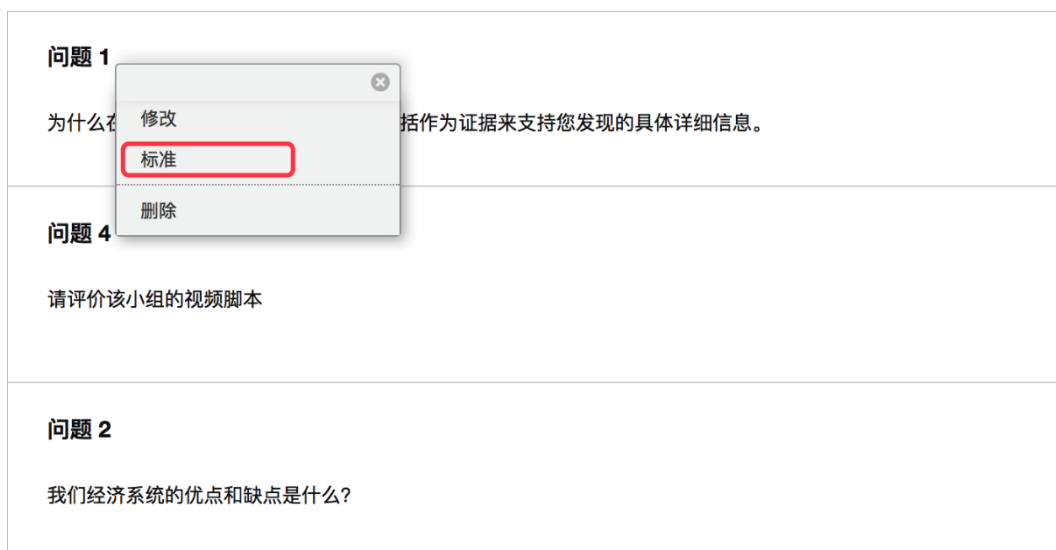 问题 1
修改
为什么在 括作为证据来支持您发现的具体详细信息。
标准
删除
问题 4
请评价该小组的视频脚本
问题 2
我们经济系统的优点和缺点是什么?